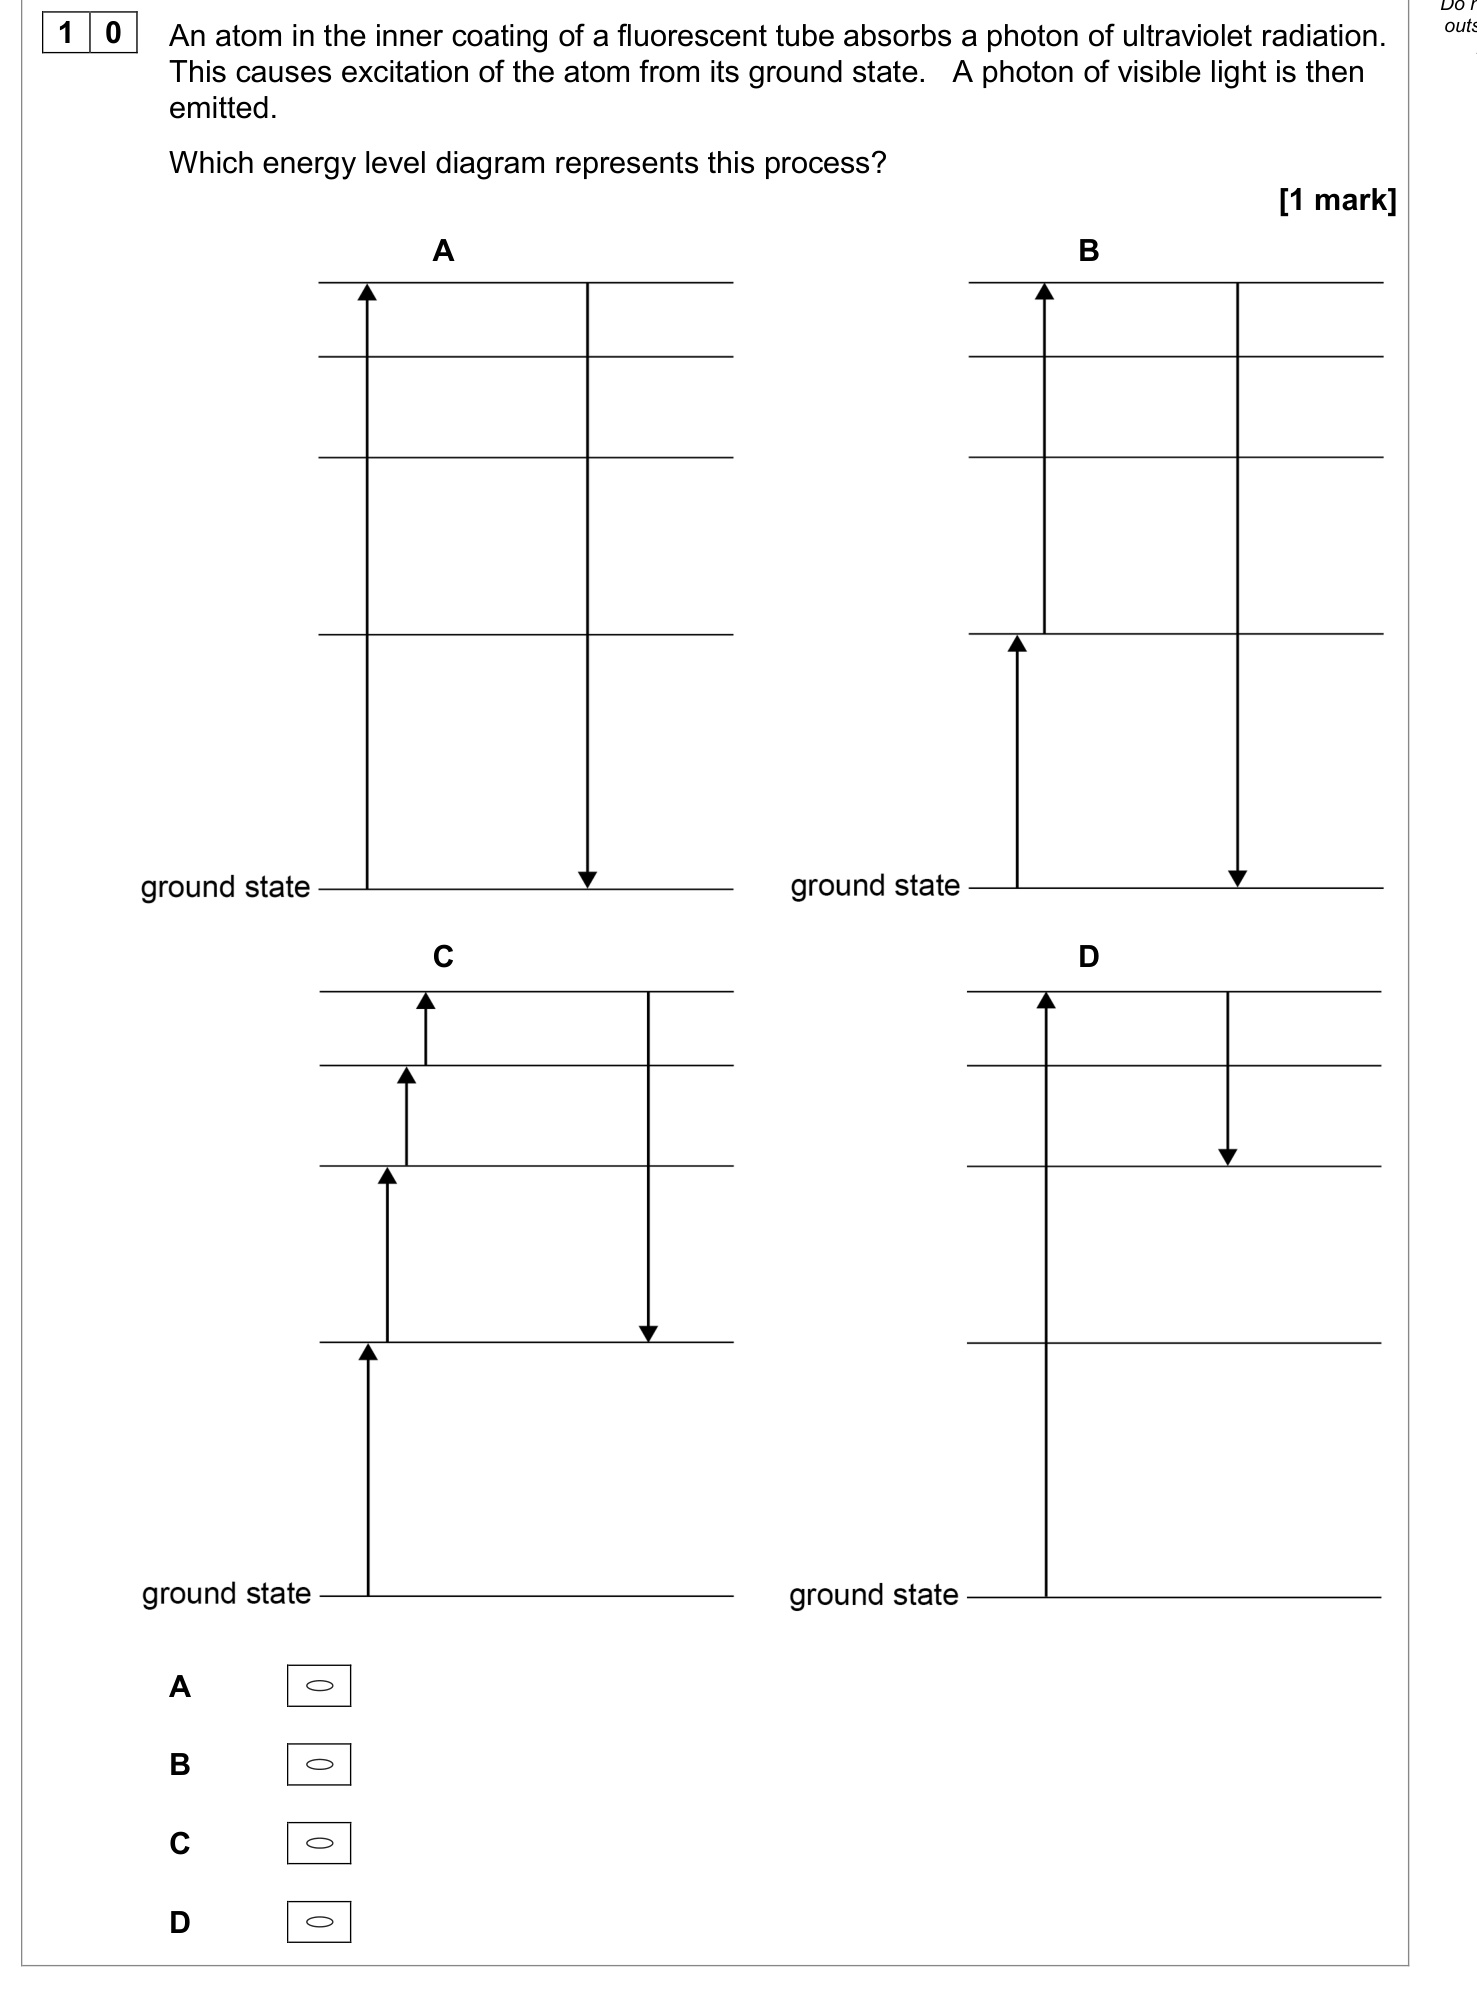 Do
outs
1 0 An atom in the inner coating of a fluorescent tube absorbs a photon of ultraviolet radiation.
This causes excitation of the atom from its ground state. A photon of visible light is then
emitted.
Which energy level diagram represents this process?
[1 mark]
A B
ground state ground state
C D
ground state ground state
A
B
C
D